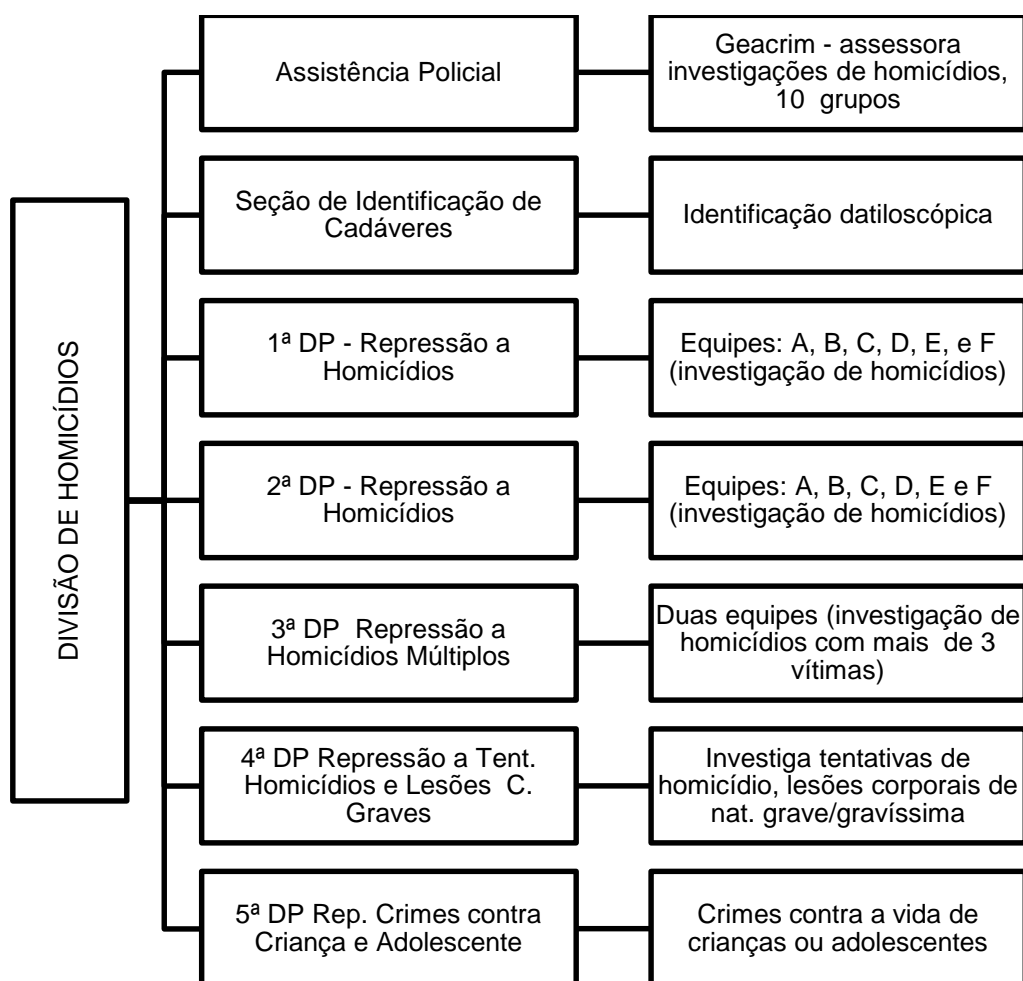 DIVISÃO DE HOMICÍDIOS
Assistência Policial
Geacrim - assessora
investigações de homicídios,
10 grupos
Seção de Identificação de
Cadáveres
Identificação datiloscópica
1ª DP - Repressão a
Homicídios
Equipes: A, B, C, D, E, e F
(investigação de homicídios)
2ª DP - Repressão a
Homicídios
Equipes: A, B, C, D, E e F
(investigação de homicídios)
3ª DP Repressão a
Homicídios Múltiplos
Duas equipes (investigação de
homicídios com mais de 3
vítimas)
4ª DP Repressão a Tent.
Homicídios e Lesões C.
Graves
Investiga tentativas de
homicídio, lesões corporais de
nat. grave/gravíssima
5ª DP Rep. Crimes contra
Criança e Adolescente
Crimes contra a vida de
crianças ou adolescentes